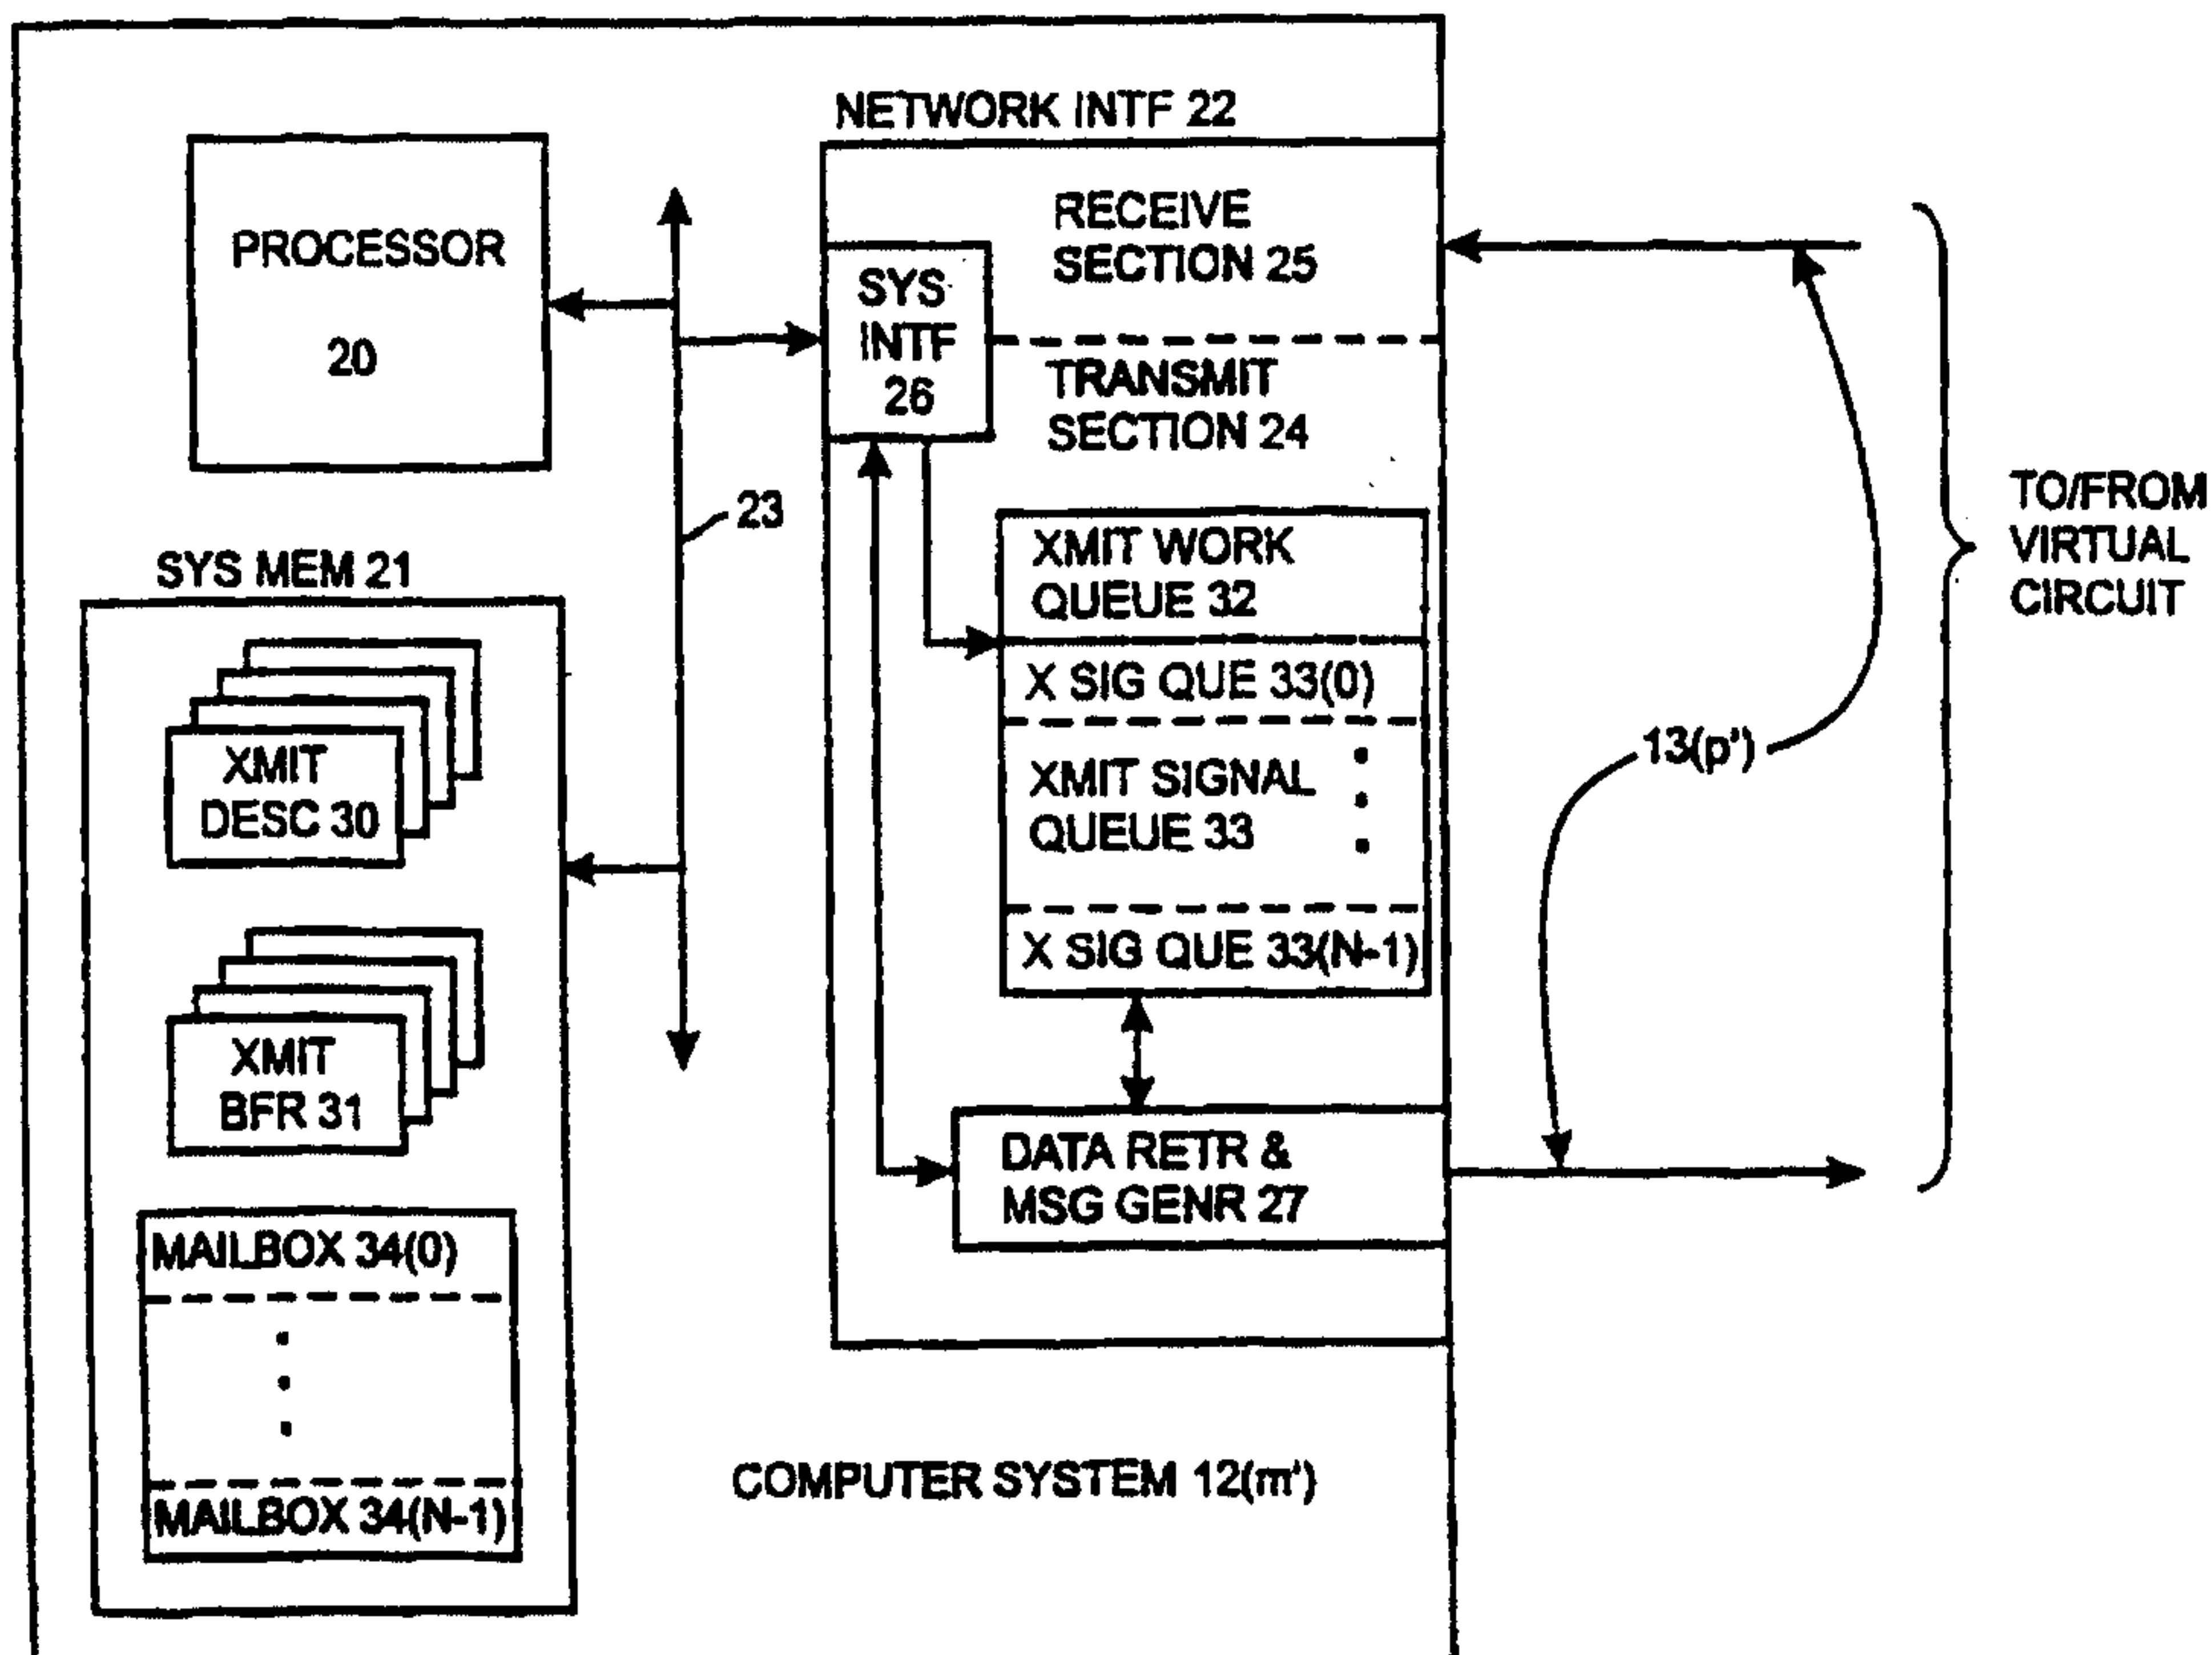 NETWORK INTF 22
PROCESSOR
20
RECEIVE
SECTION 25
SYS
INTF
26
TRANSMIT
SECTION 24
23
SYS MEM 21
XMIT
DESC 30
XMIT
BFR 31
MAILBOX 34(0)
MAILBOX 34(N-1)
XMIT WORK
QUEUE 32
X SIG QUE 33(0)
XMIT SIGNAL
QUEUE 33
X SIG QUE 33(N-1)
DATA RETR &
MSG GENR 27
13(p')
TO/FROM
VIRTUAL
CIRCUIT
COMPUTER SYSTEM 12(m')